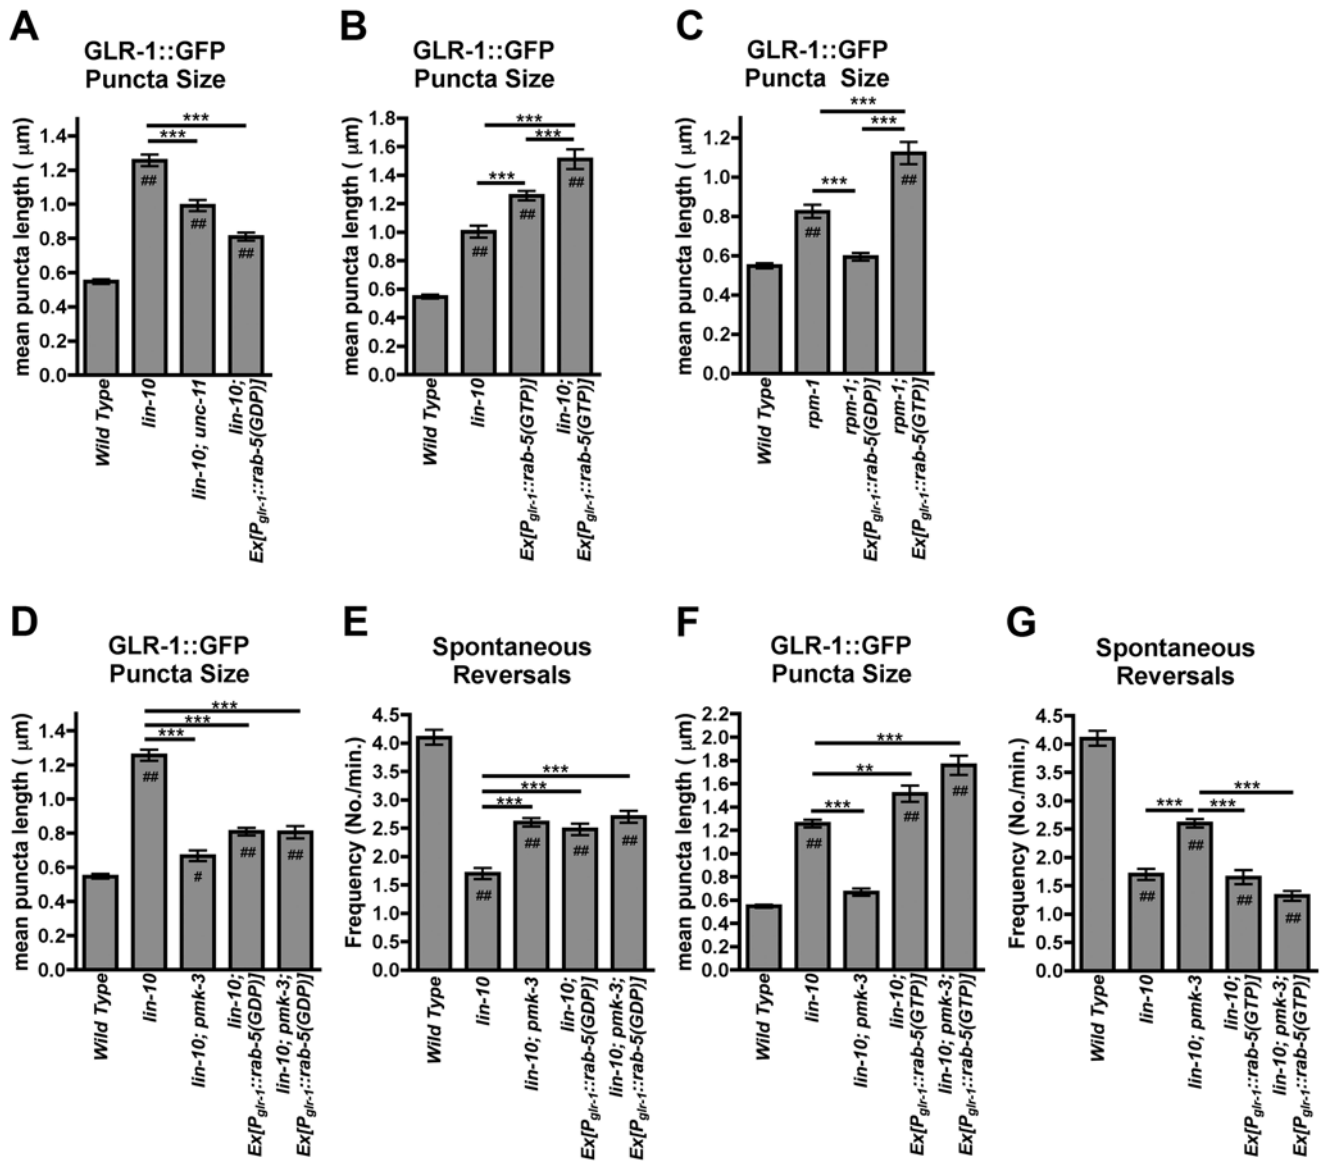 A
GLR-1::GFP
Puncta Size
mean puncta length ( μm)
1.4
1.2
1.0
0.8
0.6
0.4
0.2
0.0
***
***
##
##
##
Wild Type
lin-10
lin-10; unc-11
lin-10;
Ex[Pglr-1::rab-5(GDP)]
B
GLR-1::GFP
Puncta Size
mean puncta length ( μm)
1.8
1.6
1.4
1.2
1.0
0.8
0.6
0.4
0.2
0.0
***
***
***
##
##
##
Wild Type
lin-10
Ex[Pglr-1::rab-5(GTP)]
lin-10;
Ex[Pglr-1::rab-5(GTP)]
C
GLR-1::GFP
Puncta Size
mean puncta length ( μm)
1.2
1.0
0.8
0.6
0.4
0.2
0.0
***
***
***
##
##
Wild Type
rpm-1
rpm-1;
Ex[Pglr-1::rab-5(GDP)]
rpm-1;
Ex[Pglr-1::rab-5(GTP)]
D
GLR-1::GFP
Puncta Size
mean puncta length ( μm)
1.4
1.2
1.0
0.8
0.6
0.4
0.2
0.0
***
***
***
##
#
##
##
Wild Type
lin-10
lin-10; pmk-3
lin-10;
Ex[Pglr-1::rab-5(GDP)]
lin-10; pmk-3;
Ex[Pglr-1::rab-5(GDP)]
E
Spontaneous
Reversals
Frequency (No./min.)
4.5
4.0
3.5
3.0
2.5
2.0
1.5
1.0
0.5
0.0
***
***
***
##
##
##
##
Wild Type
lin-10
lin-10; pmk-3
lin-10;
Ex[Pglr-1::rab-5(GDP)]
lin-10; pmk-3;
Ex[Pglr-1::rab-5(GDP)]
F
GLR-1::GFP
Puncta Size
mean puncta length ( μm)
2.2
2.0
1.8
1.6
1.4
1.2
1.0
0.8
0.6
0.4
0.2
0.0
***
**
***
##
##
##
Wild Type
lin-10
lin-10; pmk-3
lin-10;
Ex[Pglr-1::rab-5(GTP)]
lin-10; pmk-3;
Ex[Pglr-1::rab-5(GTP)]
G
Spontaneous
Reversals
Frequency (No./min.)
4.5
4.0
3.5
3.0
2.5
2.0
1.5
1.0
0.5
0.0
***
***
***
##
##
##
##
Wild Type
lin-10
lin-10; pmk-3
lin-10;
Ex[Pglr-1::rab-5(GTP)]
lin-10; pmk-3;
Ex[Pglr-1::rab-5(GTP)]